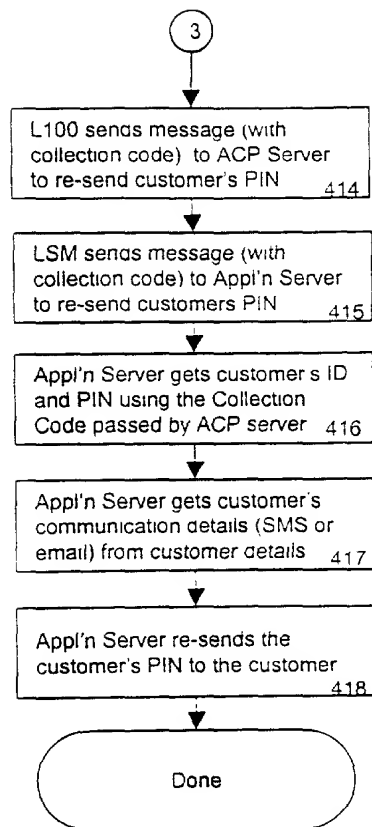 3
L100 sends message (with
collection code) to ACP Server
to re-send customer's PIN
414
LSM sends message (with
collection code) to Appl'n Server
to re-send customers PIN
415
Appl'n Server gets customer's ID
and PIN using the Collection
Code passed by ACP server 416
Appl'n Server gets customer's
communication details (SMS or
email) from customer details 417
Appl'n Server re-sends the
customer's PIN to the customer
418
Done